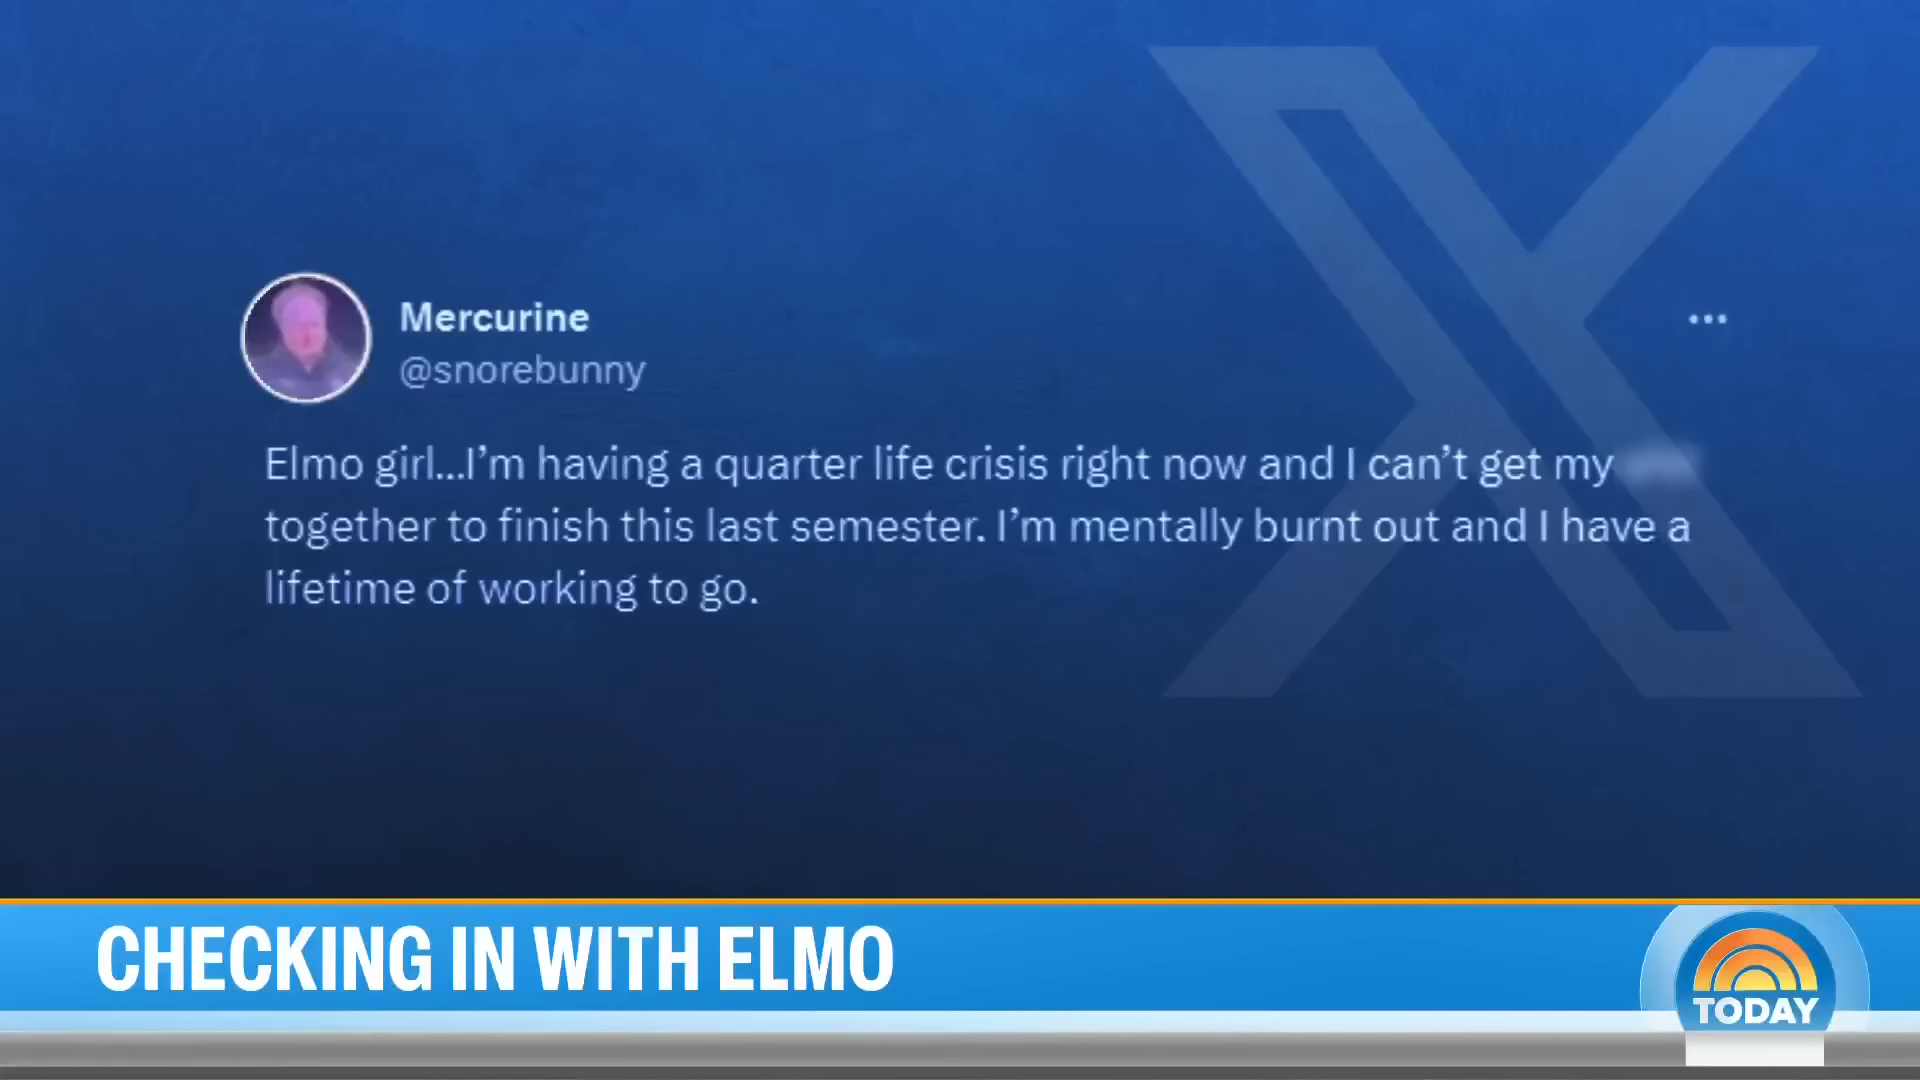 Mercurine
@snorebunny
Elmo girl...I'm having a quarter life crisis right now and I can't get my
together to finish this last semester. I'm mentally burnt out and I have a
lifetime of working to go.
CHECKING IN WITH ELMO
TODAY